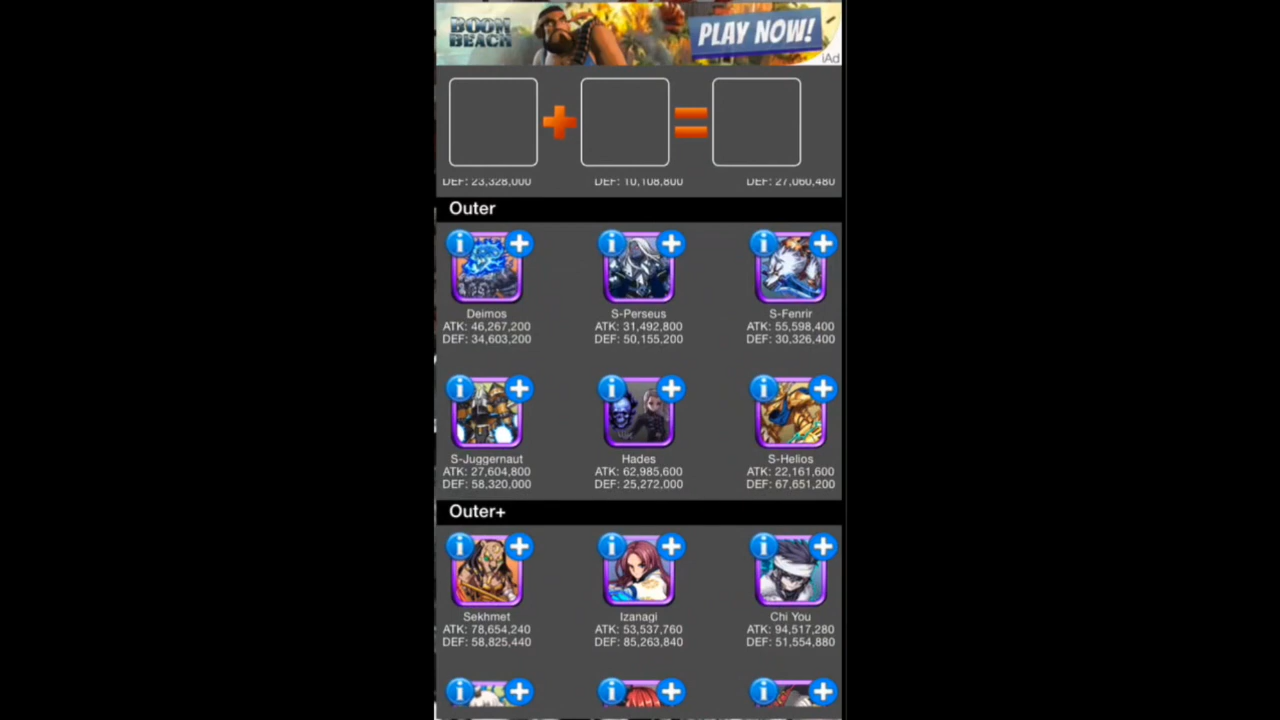 BOOM
BEACH
PLAY NOW!
iAd
DEF: 23,328,000 DEF: 10,108,800 DEF: 27,060,480
Outer
Deimos S-Perseus S-Fenrir
ATK: 46,267,200 ATK: 31,492,800 ATK: 55,598,400
DEF: 34,603,200 DEF: 50,155,200 DEF: 30,326,400
S-Juggernaut Hades S-Helios
ATK: 27,604,800 ATK: 62,985,600 ATK: 22,161,600
DEF: 58,320,000 DEF: 25,272,000 DEF: 67,651,200
Outer+
Sekhmet Izanagi Chi You
ATK: 78,654,240 ATK: 53,537,760 ATK: 94,517,280
DEF: 58,825,440 DEF: 85,263,840 DEF: 51,554,880